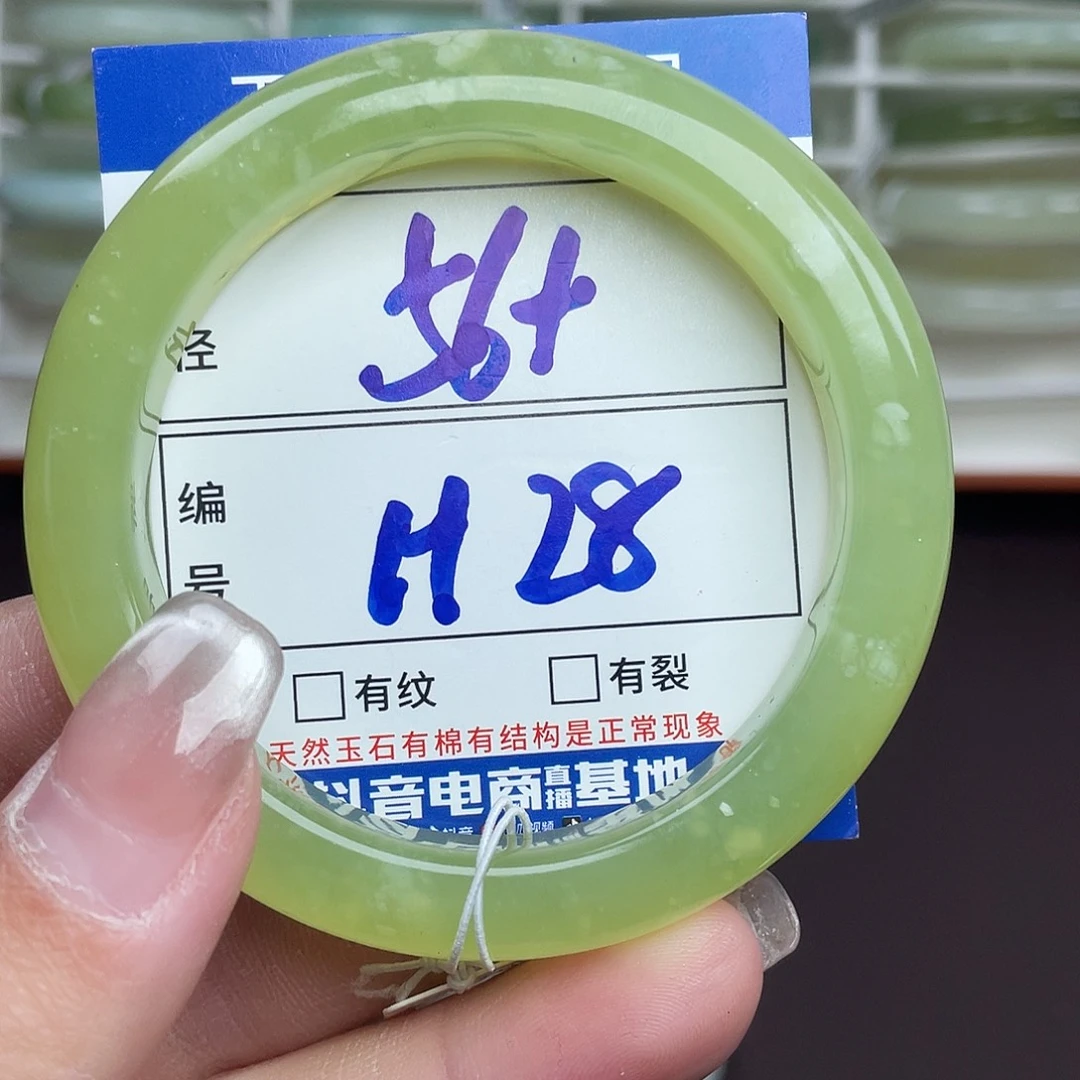 径 56+
编号 H 28
□有纹 □有裂
天然玉石有棉有结构是正常现象
抖音电商直播基地